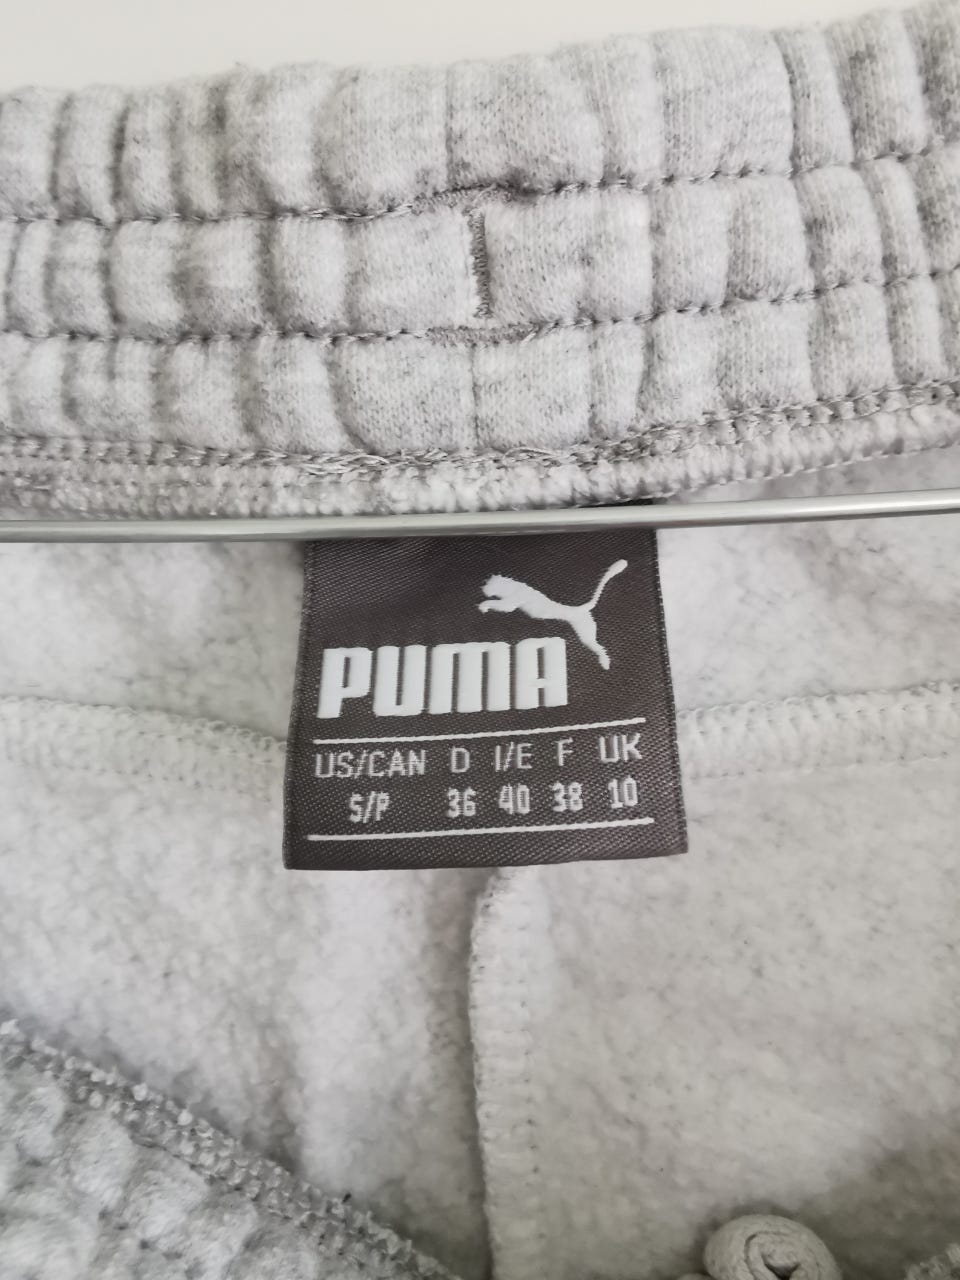 PUMA
US/CAN D I/E F UK
S/P 36 40 38 10